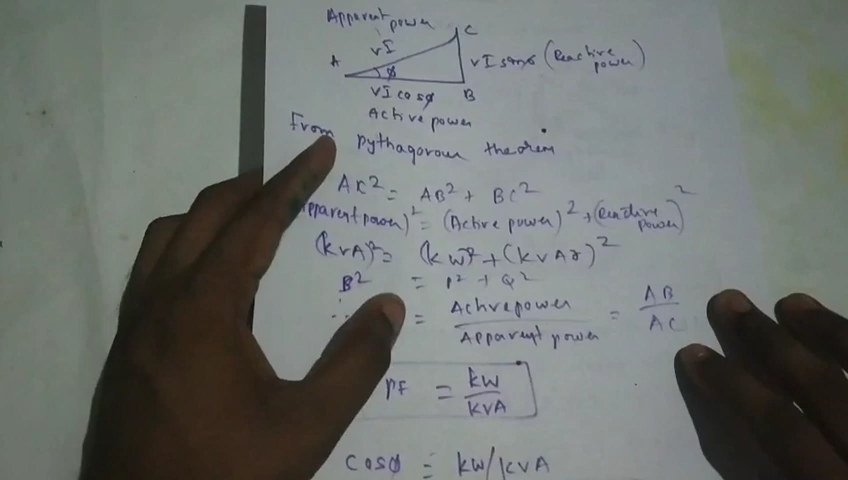 Apparent power
C
VI
A
ϕ
VI sinϕ (Reactive power)
VI cosϕ
B
Active power
From pythagorous theorem
AC² = AB² + BC²
Apparent power)² = (Active power)² + (Reactive power)²
(KVA)² = (KW)² + (KVAr)²
= P² + Q²
∴ = Active power / Apparent power = AB / AC
PF = KW / KVA
cosϕ = KW/KVA